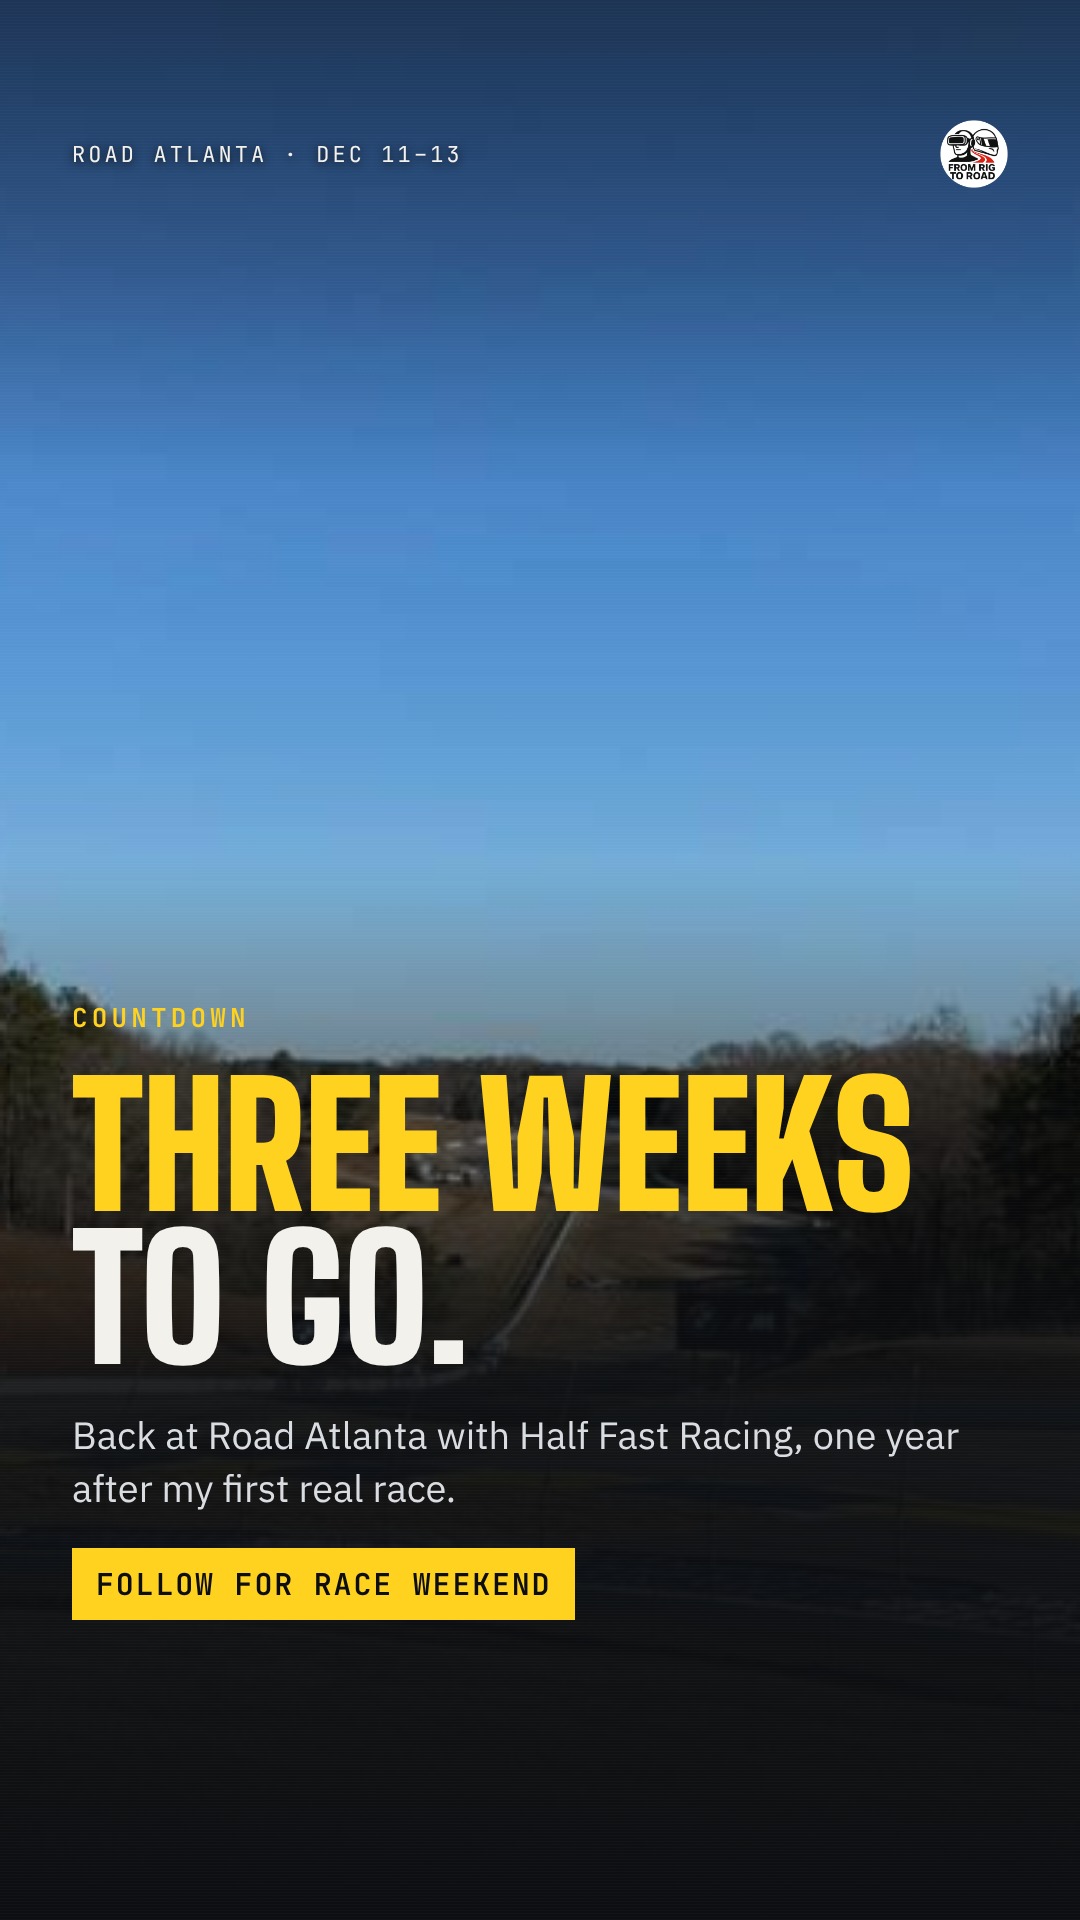 ROAD ATLANTA · DEC 11–13
FROM RIG
TO ROAD
COUNTDOWN
THREE WEEKS
TO GO.
Back at Road Atlanta with Half Fast Racing, one year
after my first real race.
FOLLOW FOR RACE WEEKEND